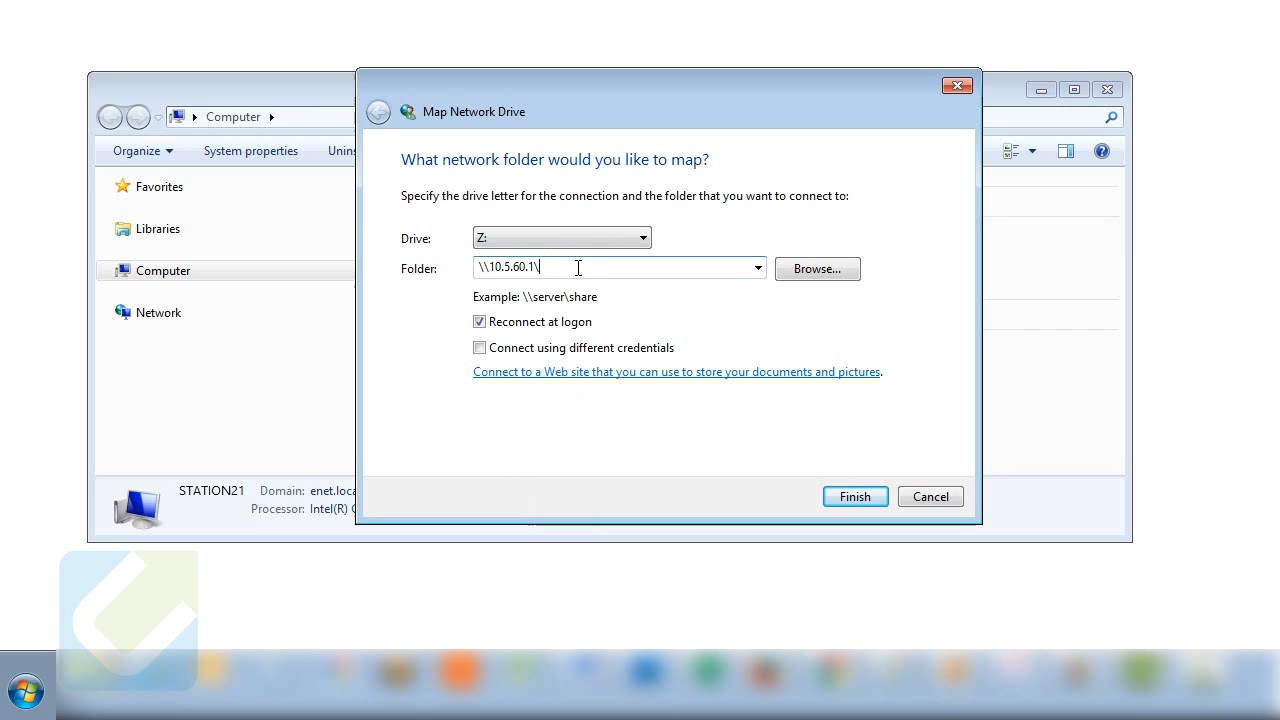 Map Network Drive
Computer
Organize
System properties
Unins
Favorites
Libraries
Computer
Network
What network folder would you like to map?
Specify the drive letter for the connection and the folder that you want to connect to:
Drive:
Z:
Folder:
\\10.5.60.1\
Browse...
Example: \\server\share
Reconnect at logon
Connect using different credentials
Connect to a Web site that you can use to store your documents and pictures.
Finish
Cancel
STATION21 Domain: enet.loca
Processor: Intel(R) C